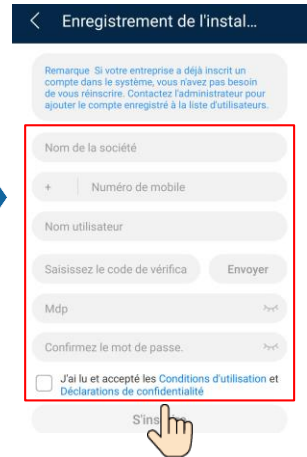 Enregistrement de l'instal...
Remarque Si votre entreprise a déjà inscrit un
compte dans le système, vous n'avez pas besoin
de vous réinscrire. Contactez l'administrateur pour
ajouter le compte enregistré à la liste d'utilisateurs.
Nom de la société
+ Numéro de mobile
Nom utilisateur
Saisissez le code de vérifica Envoyer
Mdp
Confirmez le mot de passe.
J'ai lu et accepté les Conditions d'utilisation et
Déclarations de confidentialité